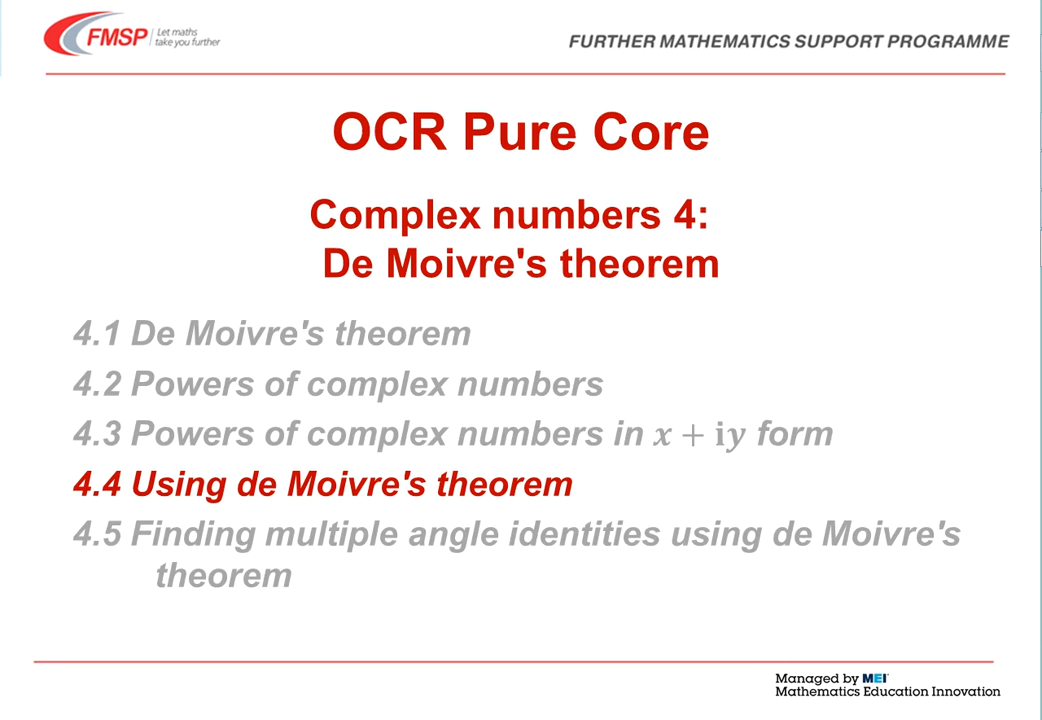 FMSP
Let maths
take you further
FURTHER MATHEMATICS SUPPORT PROGRAMME
OCR Pure Core
Complex numbers 4:
De Moivre's theorem
4.1 De Moivre's theorem
4.2 Powers of complex numbers
4.3 Powers of complex numbers in x + iy form
4.4 Using de Moivre's theorem
4.5 Finding multiple angle identities using de Moivre's
theorem
Managed by MEI
Mathematics Education Innovation